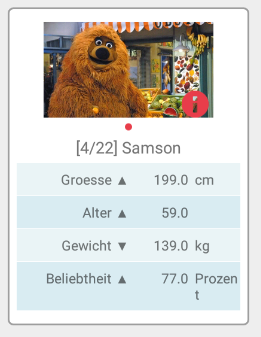 [4/22] Samson
Groesse ▲ 199.0 cm
Alter ▲ 59.0
Gewicht ▼ 139.0 kg
Beliebtheit ▲ 77.0 Prozen
t